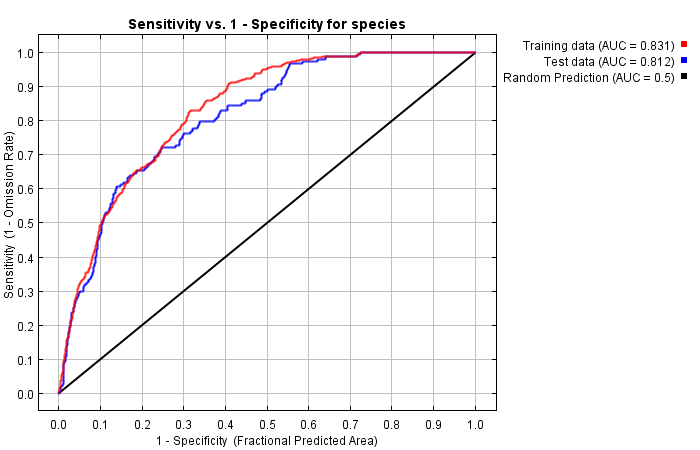 Sensitivity vs. 1 - Specificity for species
Training data (AUC = 0.831)
Test data (AUC = 0.812)
Random Prediction (AUC = 0.5)
Sensitivity (1 - Omission Rate)
1.0
0.9
0.8
0.7
0.6
0.5
0.4
0.3
0.2
0.1
0.0
0.0 0.1 0.2 0.3 0.4 0.5 0.6 0.7 0.8 0.9 1.0
1 - Specificity (Fractional Predicted Area)